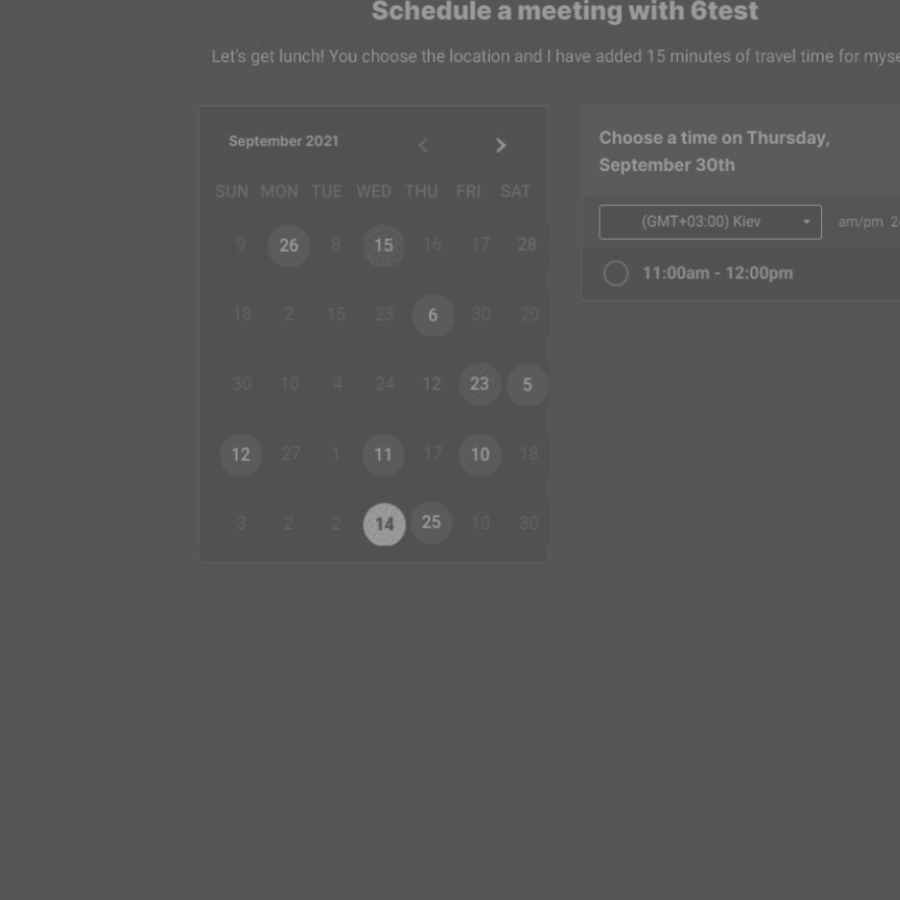 Schedule a meeting with 6test
Let's get lunch! You choose the location and I have added 15 minutes of travel time for myse
September 2021
SUN MON TUE WED THU FRI SAT
9 26 8 15 16 17 28
18 2 15 23 6 30 20
30 10 4 24 12 23 5
12 27 1 11 17 10 18
3 2 2 14 25 10 30
Choose a time on Thursday,
September 30th
(GMT+03:00) Kiev am/pm 2
11:00am - 12:00pm